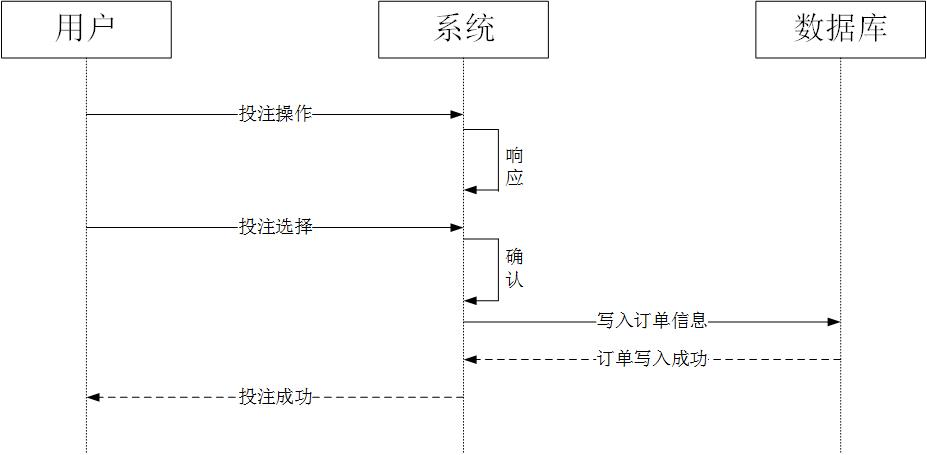 用户
系统
数据库
投注操作
响
应
投注选择
确
认
写入订单信息
订单写入成功
投注成功